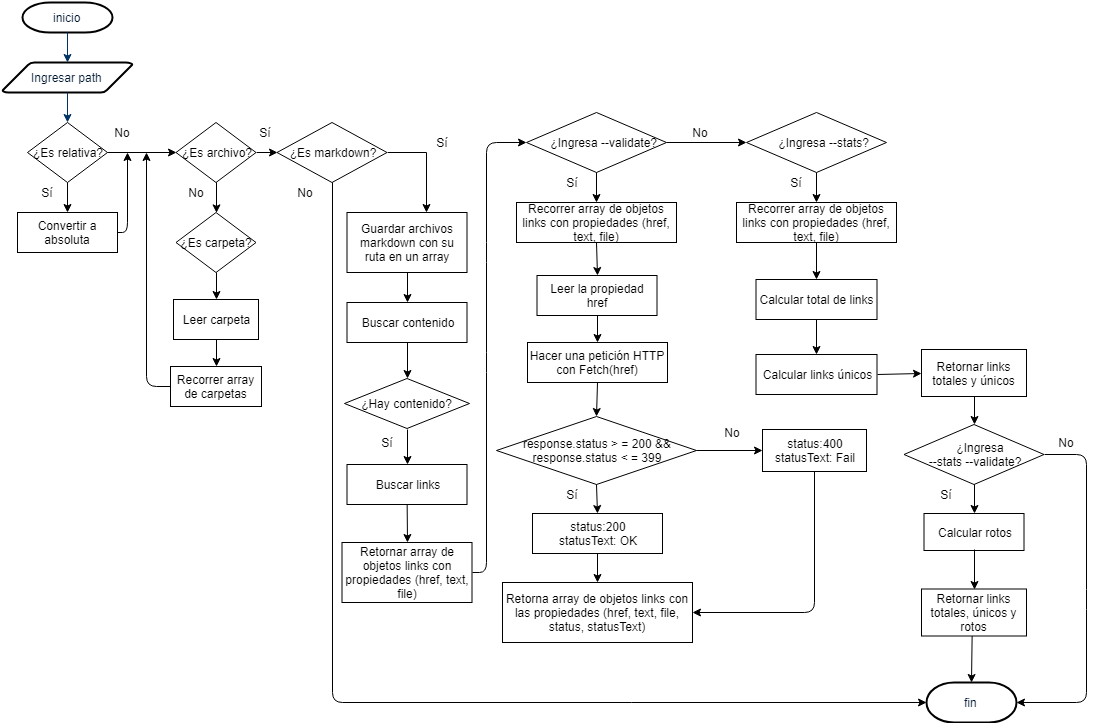 inicio
Ingresar path
¿Es relativa?
No
Sí
Convertir a
absoluta
¿Es archivo?
Sí
No
¿Es carpeta?
Leer carpeta
Recorrer array
de carpetas
¿Es markdown?
Sí
No
Guardar archivos
markdown con su
ruta en un array
Buscar contenido
¿Hay contenido?
Sí
Buscar links
Retornar array de
objetos links con
propiedades (href, text,
file)
¿Ingresa --validate?
No
Sí
Recorrer array de objetos
links con propiedades (href,
text, file)
Leer la propiedad
href
Hacer una petición HTTP
con Fetch(href)
response.status > = 200 &&
response.status < = 399
No
status:400
statusText: Fail
Sí
status:200
statusText: OK
Retorna array de objetos links con
las propiedades (href, text, file,
status, statusText)
¿Ingresa --stats?
Sí
Recorrer array de objetos
links con propiedades (href,
text, file)
Calcular total de links
Calcular links únicos
Retornar links
totales y únicos
¿Ingresa
--stats --validate?
No
Sí
Calcular rotos
Retornar links
totales, únicos y
rotos
fin